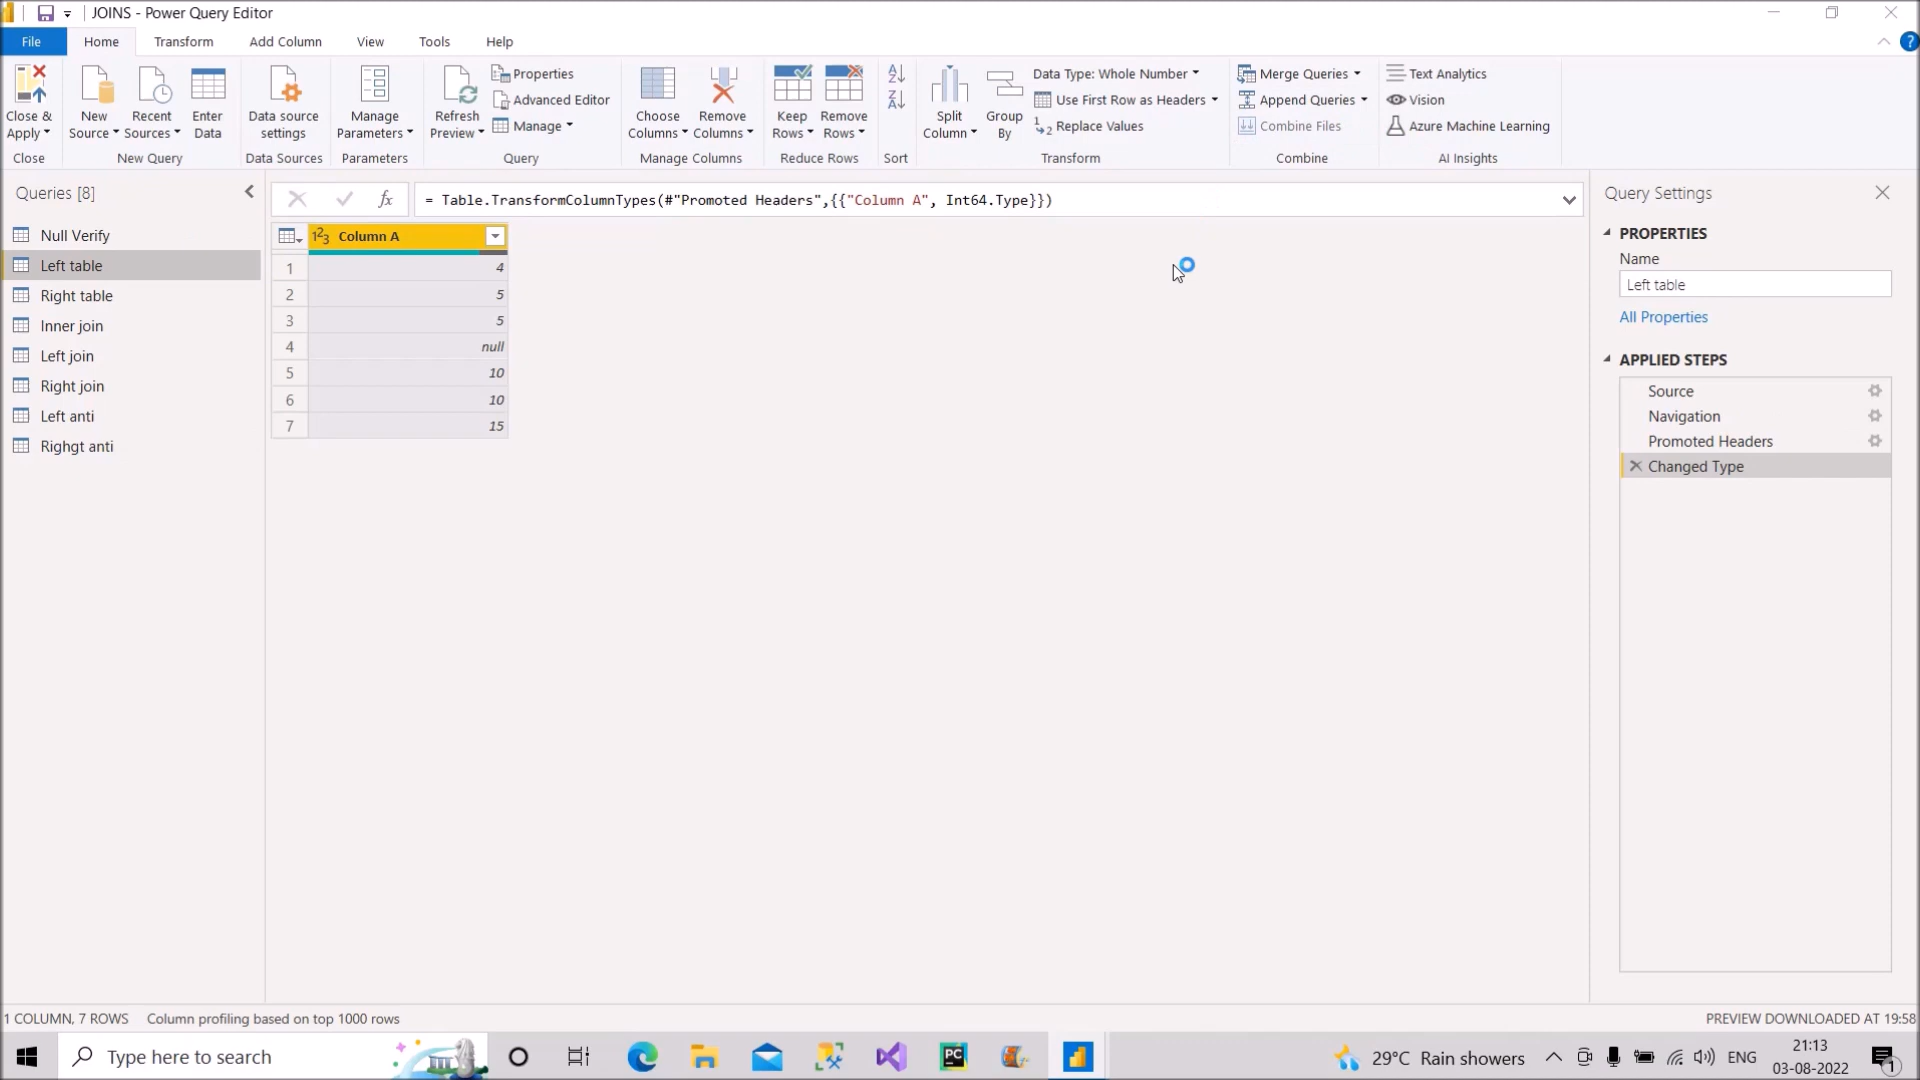 JOINS - Power Query Editor
File Home Transform Add Column View Tools Help
Close & Apply
Close
New Source
Recent Sources
Enter Data
New Query
Data source settings
Data Sources
Manage Parameters
Parameters
Refresh Preview
Properties
Advanced Editor
Manage
Query
Choose Columns
Remove Columns
Manage Columns
Keep Rows
Remove Rows
Reduce Rows
Sort
Split Column
Group By
Data Type: Whole Number
Use First Row as Headers
Replace Values
Transform
Merge Queries
Append Queries
Combine Files
Combine
Text Analytics
Vision
Azure Machine Learning
AI Insights
Queries [8]
Null Verify
Left table
Right table
Inner join
Left join
Right join
Left anti
Righgt anti
fx = Table.TransformColumnTypes(#"Promoted Headers",{{"Column A", Int64.Type}})
123 Column A
1 4
2 5
3 5
4 null
5 10
6 10
7 15
Query Settings
PROPERTIES
Name
Left table
All Properties
APPLIED STEPS
Source
Navigation
Promoted Headers
Changed Type
1 COLUMN, 7 ROWS Column profiling based on top 1000 rows
PREVIEW DOWNLOADED AT 19:58
Type here to search
PC
29°C Rain showers
ENG
21:13
03-08-2022
1